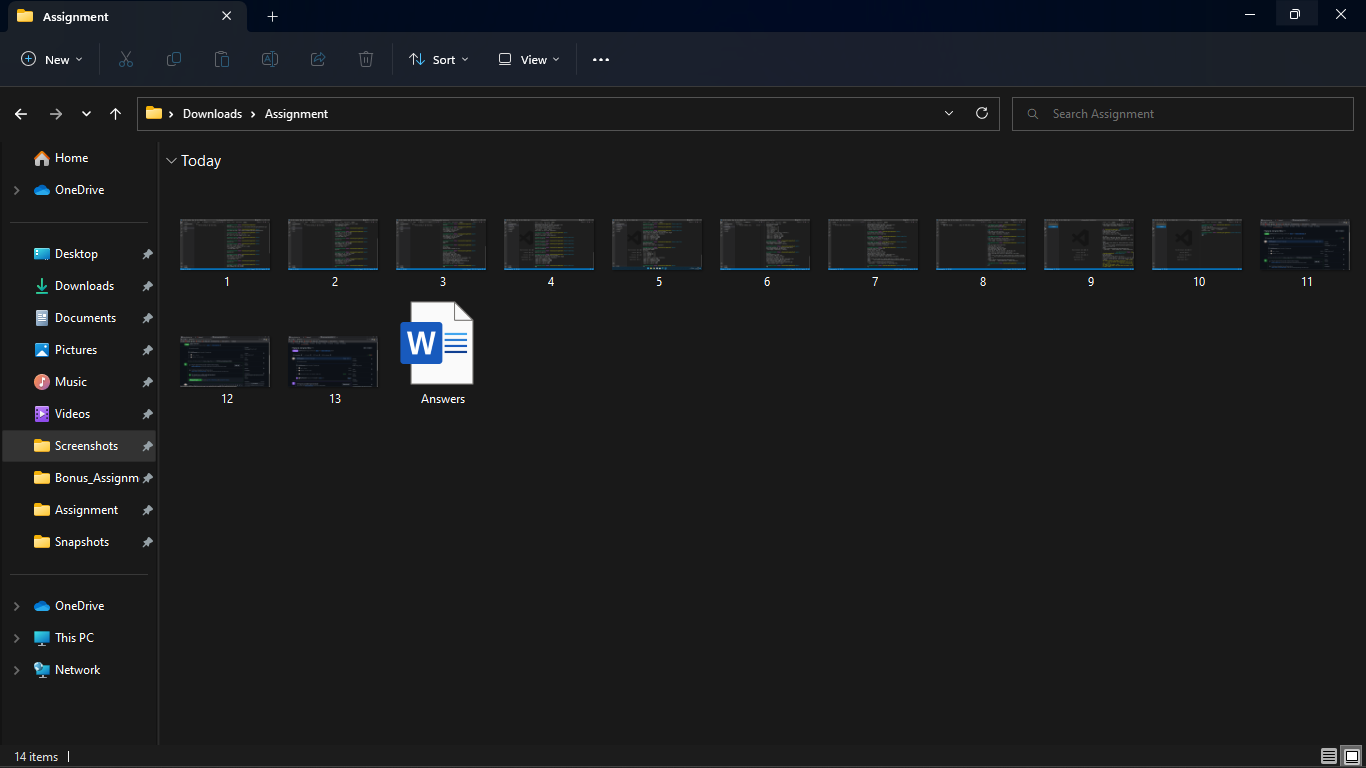 Assignment
New
Sort
View
Downloads
Assignment
Search Assignment
Home
OneDrive
Desktop
Downloads
Documents
Pictures
Music
Videos
Screenshots
Bonus_Assignm
Assignment
Snapshots
OneDrive
This PC
Network
Today
1
2
3
4
5
6
7
8
9
10
11
12
13
W
Answers
14 items